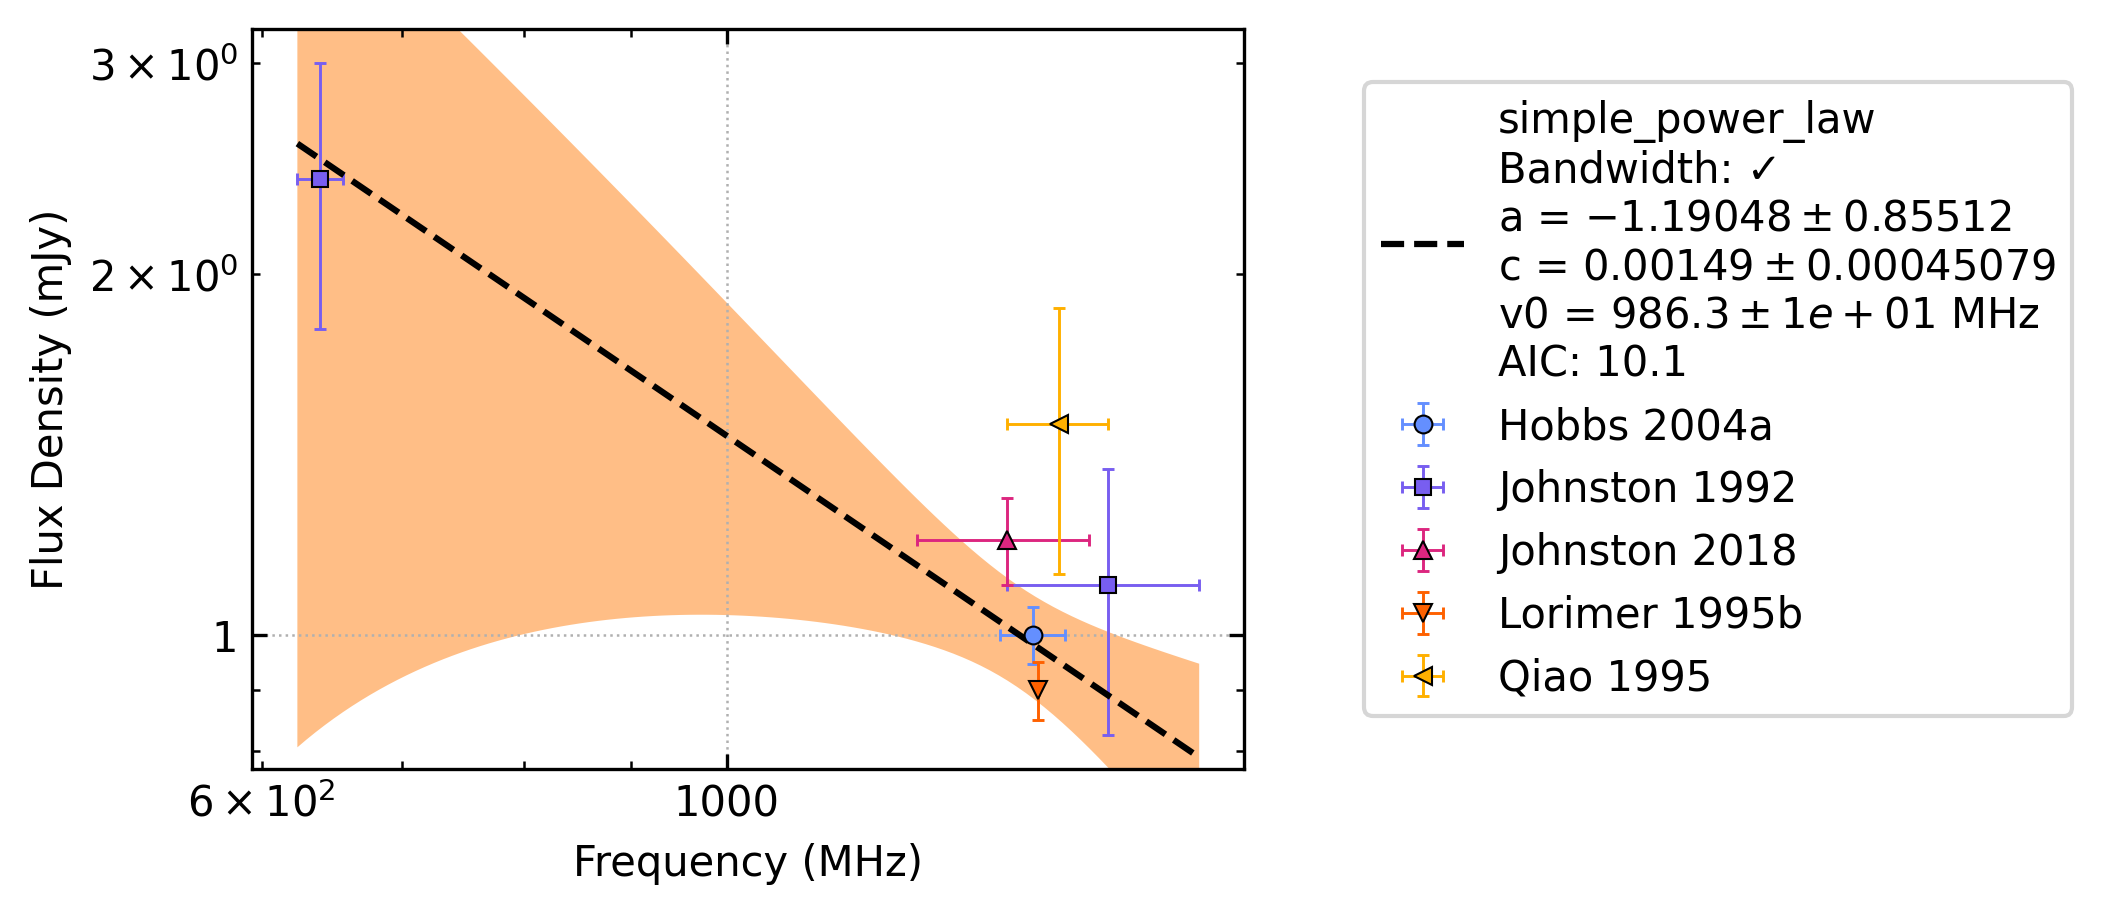 3 × 10⁰
2 × 10⁰
1
Flux Density (mJy)
6 × 10²
1000
Frequency (MHz)
simple_power_law
Bandwidth: ✓
a = −1.19048 ± 0.85512
c = 0.00149 ± 0.00045079
v0 = 986.3 ± 1e + 01 MHz
AIC: 10.1
Hobbs 2004a
Johnston 1992
Johnston 2018
Lorimer 1995b
Qiao 1995